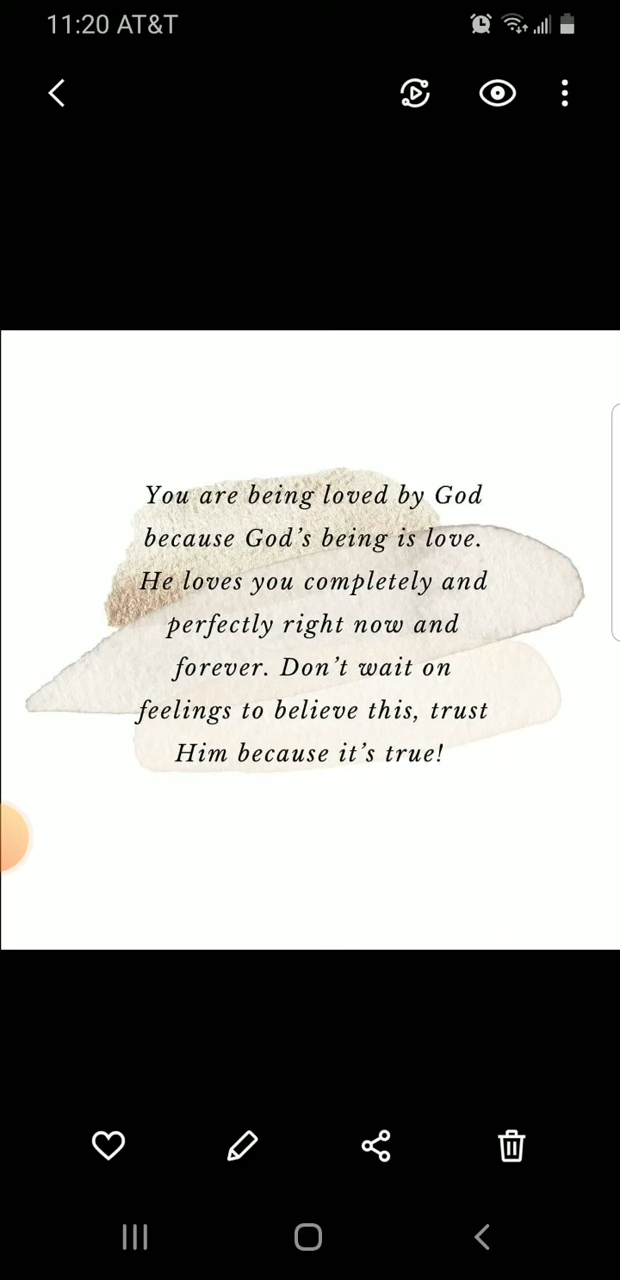 11:20 AT&T
You are being loved by God
because God's being is love.
He loves you completely and
perfectly right now and
forever. Don't wait on
feelings to believe this, trust
Him because it's true!